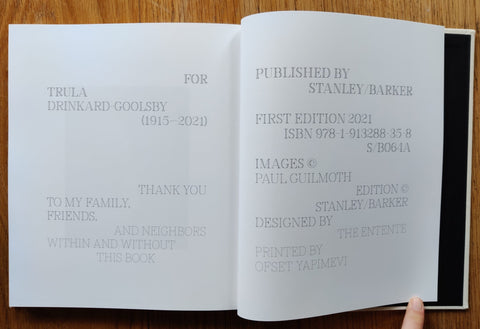 FOR
TRULA
DRINKARD-GOOLSBY
(1915—2021)
THANK YOU
TO MY FAMILY,
FRIENDS,
AND NEIGHBORS
WITHIN AND WITHOUT
THIS BOOK
PUBLISHED BY
STANLEY/BARKER
FIRST EDITION 2021
ISBN 978-1-913288-35-8
S/B064A
IMAGES ©
PAUL GUILMOTH
EDITION ©
STANLEY/BARKER
DESIGNED BY
THE ENTENTE
PRINTED BY
OFSET YAPIMEVI